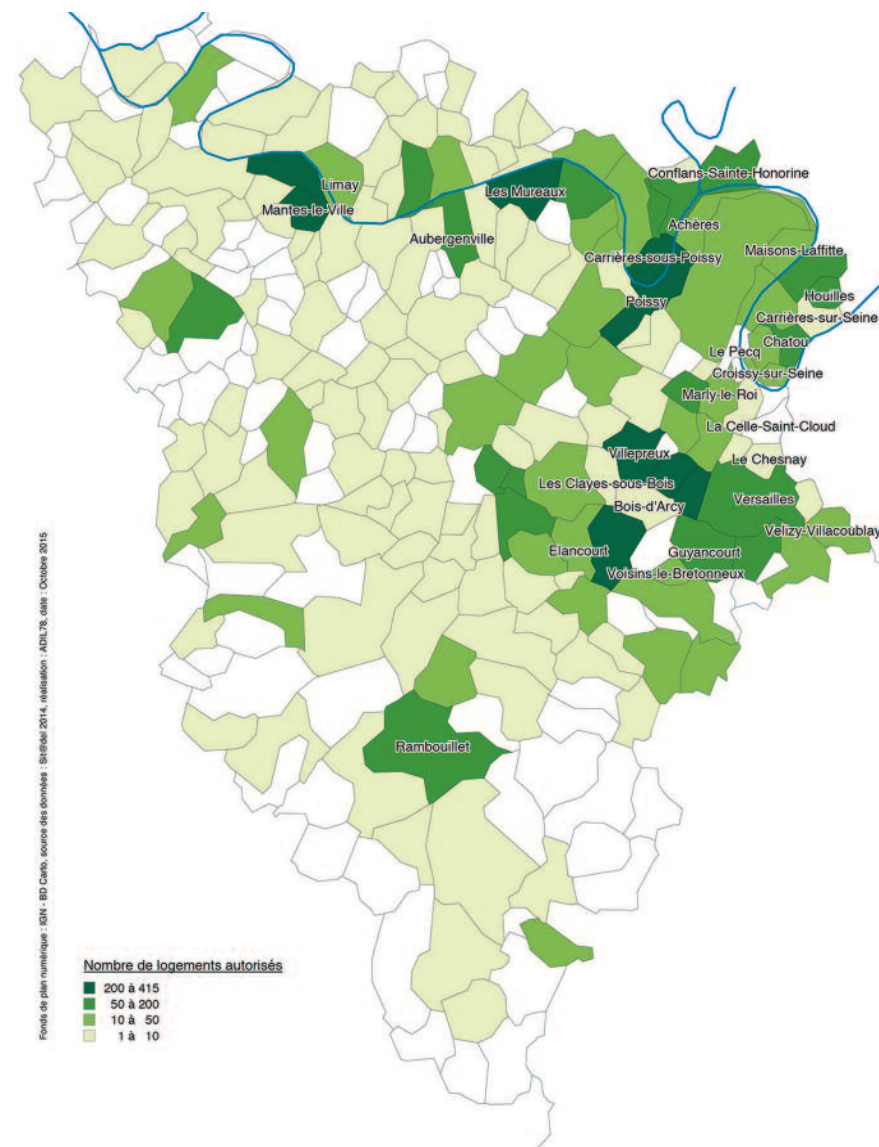 Conflans-Sainte-Honorine
Limay
Les Mureaux
Mantes-le-Ville
Achères
Aubergenville
Maisons-Laffitte
Carrières-sous-Poissy
Houilles
Poissy
Carrières-sur-Seine
Chatou
Le Pecq
Croissy-sur-Seine
Marly-le-Roi
La Celle-Saint-Cloud
Villepreux
Le Chesnay
Les Clayes-sous-Bois
Versailles
Bois-d'Arcy
Velizy-Villacoublay
Elancourt
Guyancourt
Voisins-le-Bretonneux
Rambouillet
Fonds de plan numérique : IGN - BD Carto, source des données : Sit@del 2014, réalisation : ADIL78, date : Octobre 2015
Nombre de logements autorisés
200 à 415
50 à 200
10 à 50
1 à 10